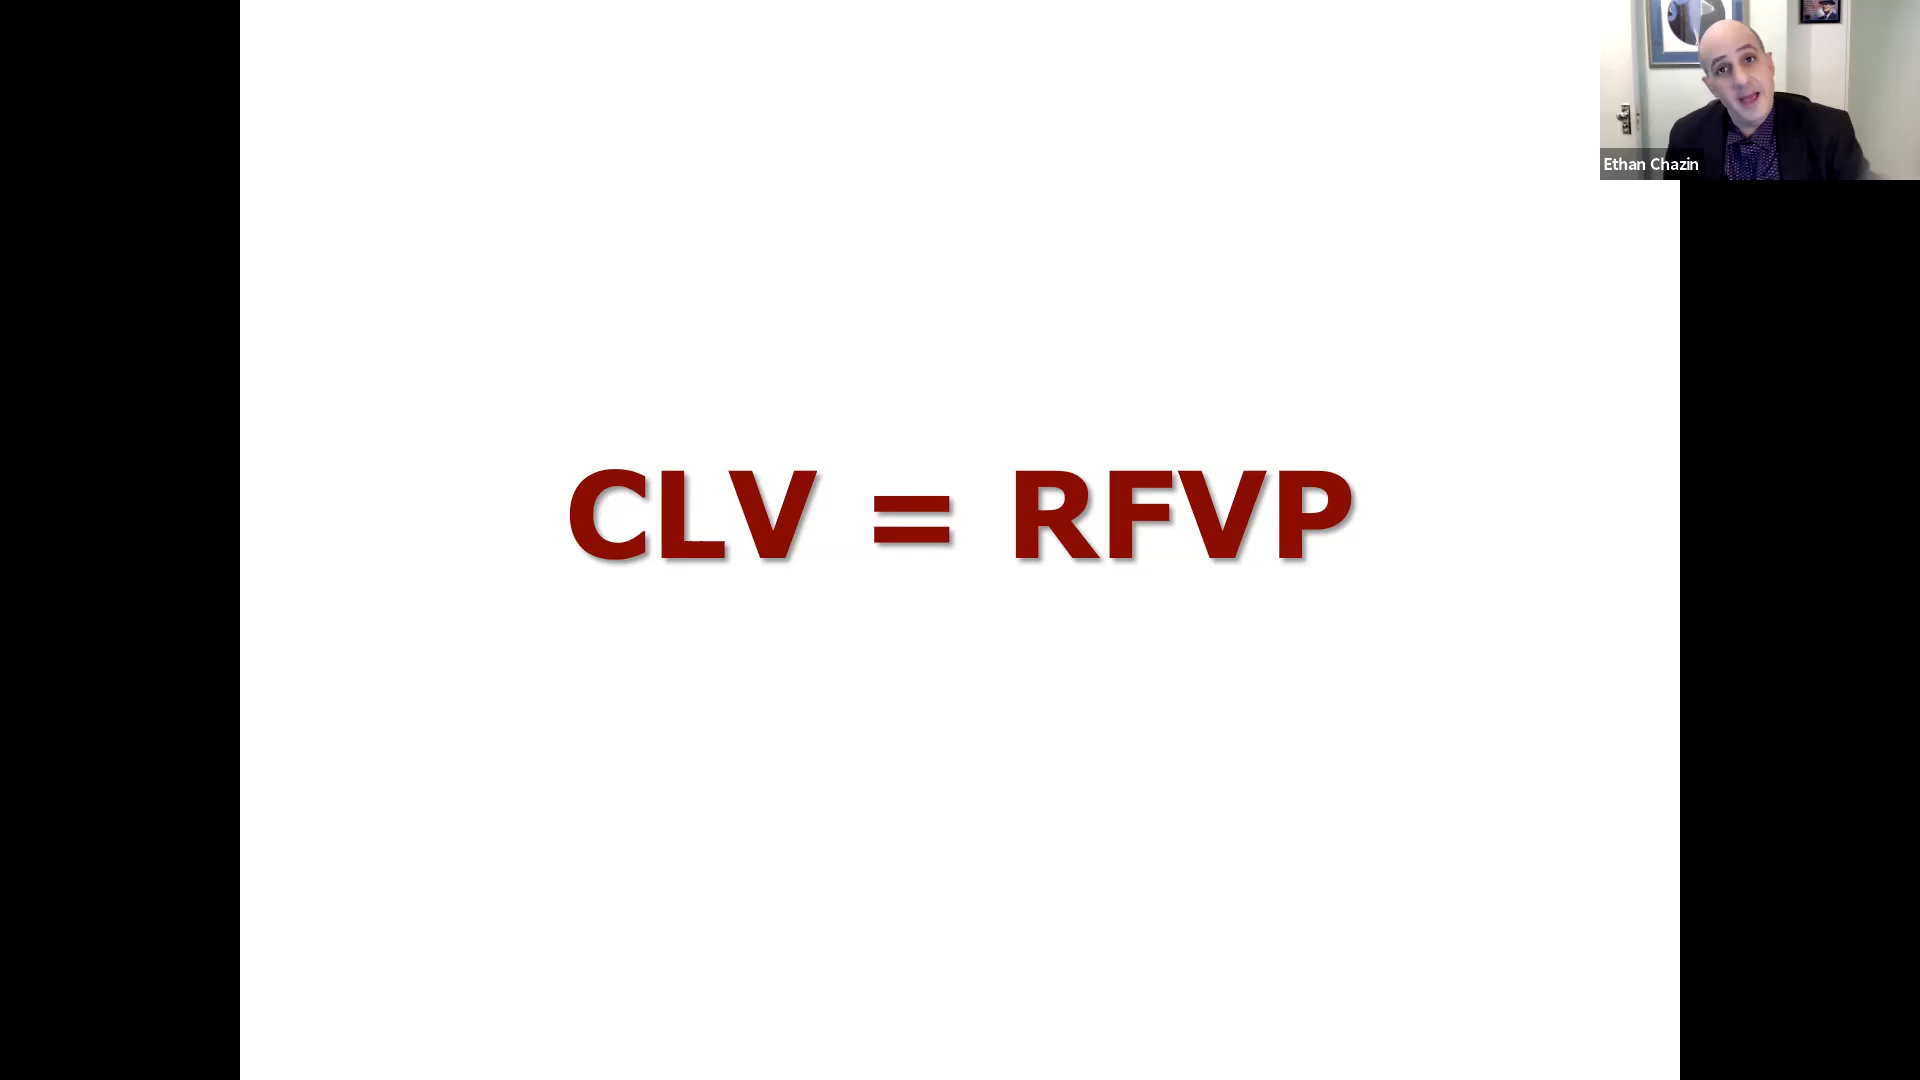 Ethan Chazin
CLV = RFVP